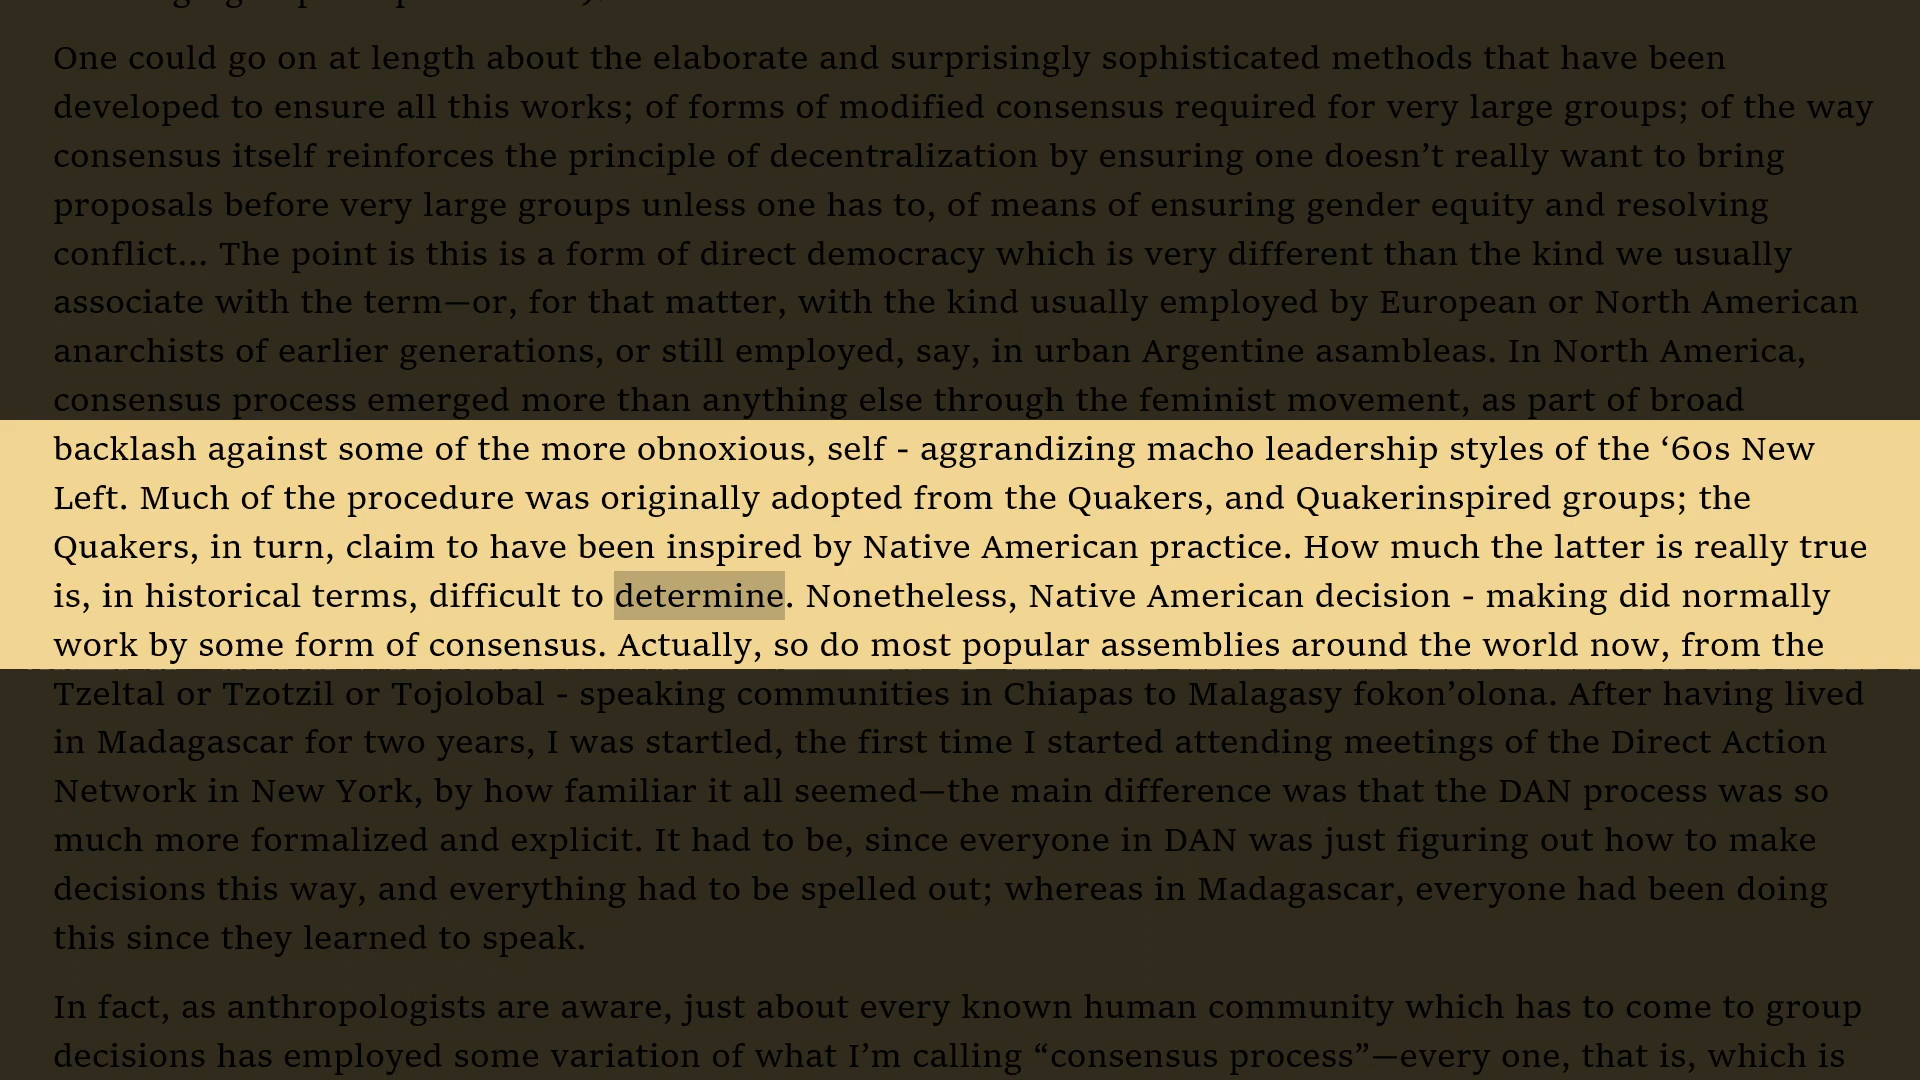 One could go on at length about the elaborate and surprisingly sophisticated methods that have been
developed to ensure all this works; of forms of modified consensus required for very large groups; of the way
consensus itself reinforces the principle of decentralization by ensuring one doesn’t really want to bring
proposals before very large groups unless one has to, of means of ensuring gender equity and resolving
conflict... The point is this is a form of direct democracy which is very different than the kind we usually
associate with the term—or, for that matter, with the kind usually employed by European or North American
anarchists of earlier generations, or still employed, say, in urban Argentine asambleas. In North America,
consensus process emerged more than anything else through the feminist movement, as part of broad
backlash against some of the more obnoxious, self - aggrandizing macho leadership styles of the ‘60s New
Left. Much of the procedure was originally adopted from the Quakers, and Quakerinspired groups; the
Quakers, in turn, claim to have been inspired by Native American practice. How much the latter is really true
is, in historical terms, difficult to determine. Nonetheless, Native American decision - making did normally
work by some form of consensus. Actually, so do most popular assemblies around the world now, from the
Tzeltal or Tzotzil or Tojolobal - speaking communities in Chiapas to Malagasy fokon’olona. After having lived
in Madagascar for two years, I was startled, the first time I started attending meetings of the Direct Action
Network in New York, by how familiar it all seemed—the main difference was that the DAN process was so
much more formalized and explicit. It had to be, since everyone in DAN was just figuring out how to make
decisions this way, and everything had to be spelled out; whereas in Madagascar, everyone had been doing
this since they learned to speak.
In fact, as anthropologists are aware, just about every known human community which has to come to group
decisions has employed some variation of what I’m calling “consensus process”—every one, that is, which is